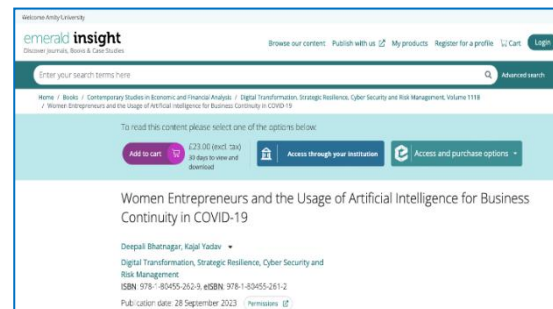 Welcome Amity University
emerald insight
Discover Journals, Books & Case Studies
Browse our content Publish with us My products Register for a profile Cart Login
Enter your search terms here
Advanced search
Home / Books / Contemporary Studies in Economic and Financial Analysis / Digital Transformation, Strategic Resilience, Cyber Security and Risk Management, Volume 111B
/ Women Entrepreneurs and the Usage of Artificial Intelligence for Business Continuity in COVID-19
To read this content please select one of the options below:
Add to cart
£23.00 (excl. tax)
30 days to view and
download
Access through your institution
Access and purchase options
Women Entrepreneurs and the Usage of Artificial Intelligence for Business
Continuity in COVID-19
Deepali Bhatnagar, Kajal Yadav
Digital Transformation, Strategic Resilience, Cyber Security and
Risk Management
ISBN: 978-1-80455-262-9, eISBN: 978-1-80455-261-2
Publication date: 28 September 2023
Permissions